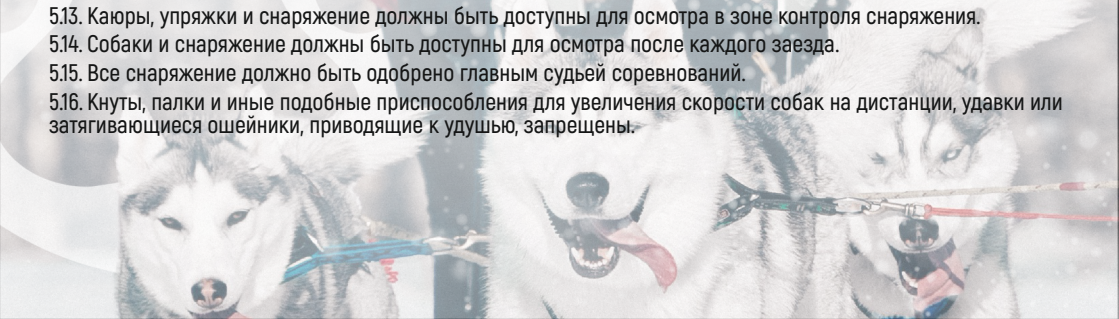 5.13. Каюры, упряжки и снаряжение должны быть доступны для осмотра в зоне контроля снаряжения.
5.14. Собаки и снаряжение должны быть доступны для осмотра после каждого заезда.
5.15. Все снаряжение должно быть одобрено главным судьей соревнований.
5.16. Кнуты, палки и иные подобные приспособления для увеличения скорости собак на дистанции, удавки или
затягивающиеся ошейники, приводящие к удушью, запрещены.